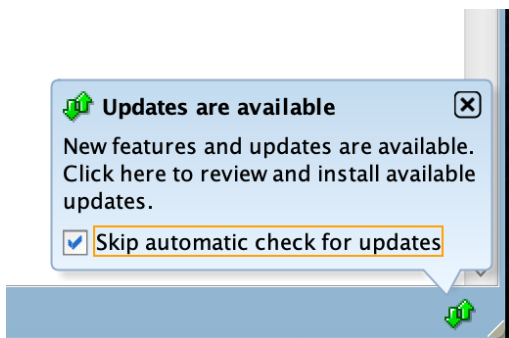 Updates are available
New features and updates are available.
Click here to review and install available
updates.
Skip automatic check for updates